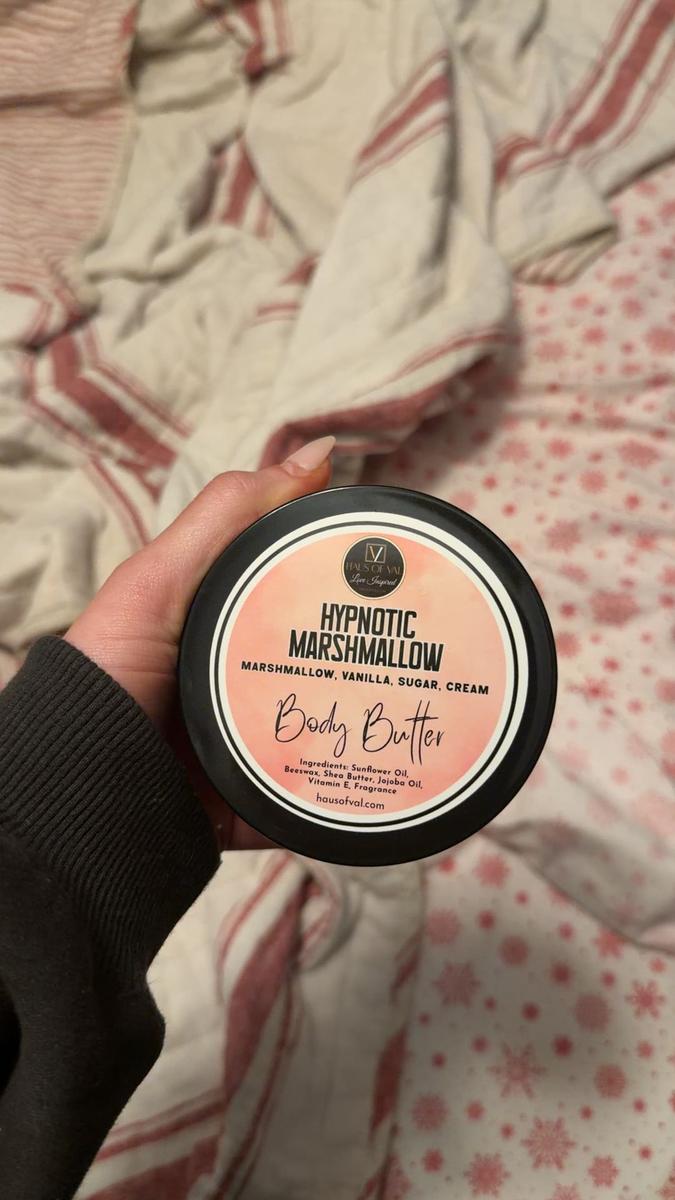 HAUS OF VAL
Love Inspired
HYPNOTIC
MARSHMALLOW
MARSHMALLOW, VANILLA, SUGAR, CREAM
Body Butter
Ingredients: Sunflower Oil,
Beeswax, Shea Butter, Jojoba Oil,
Vitamin E, Fragrance
hausofval.com